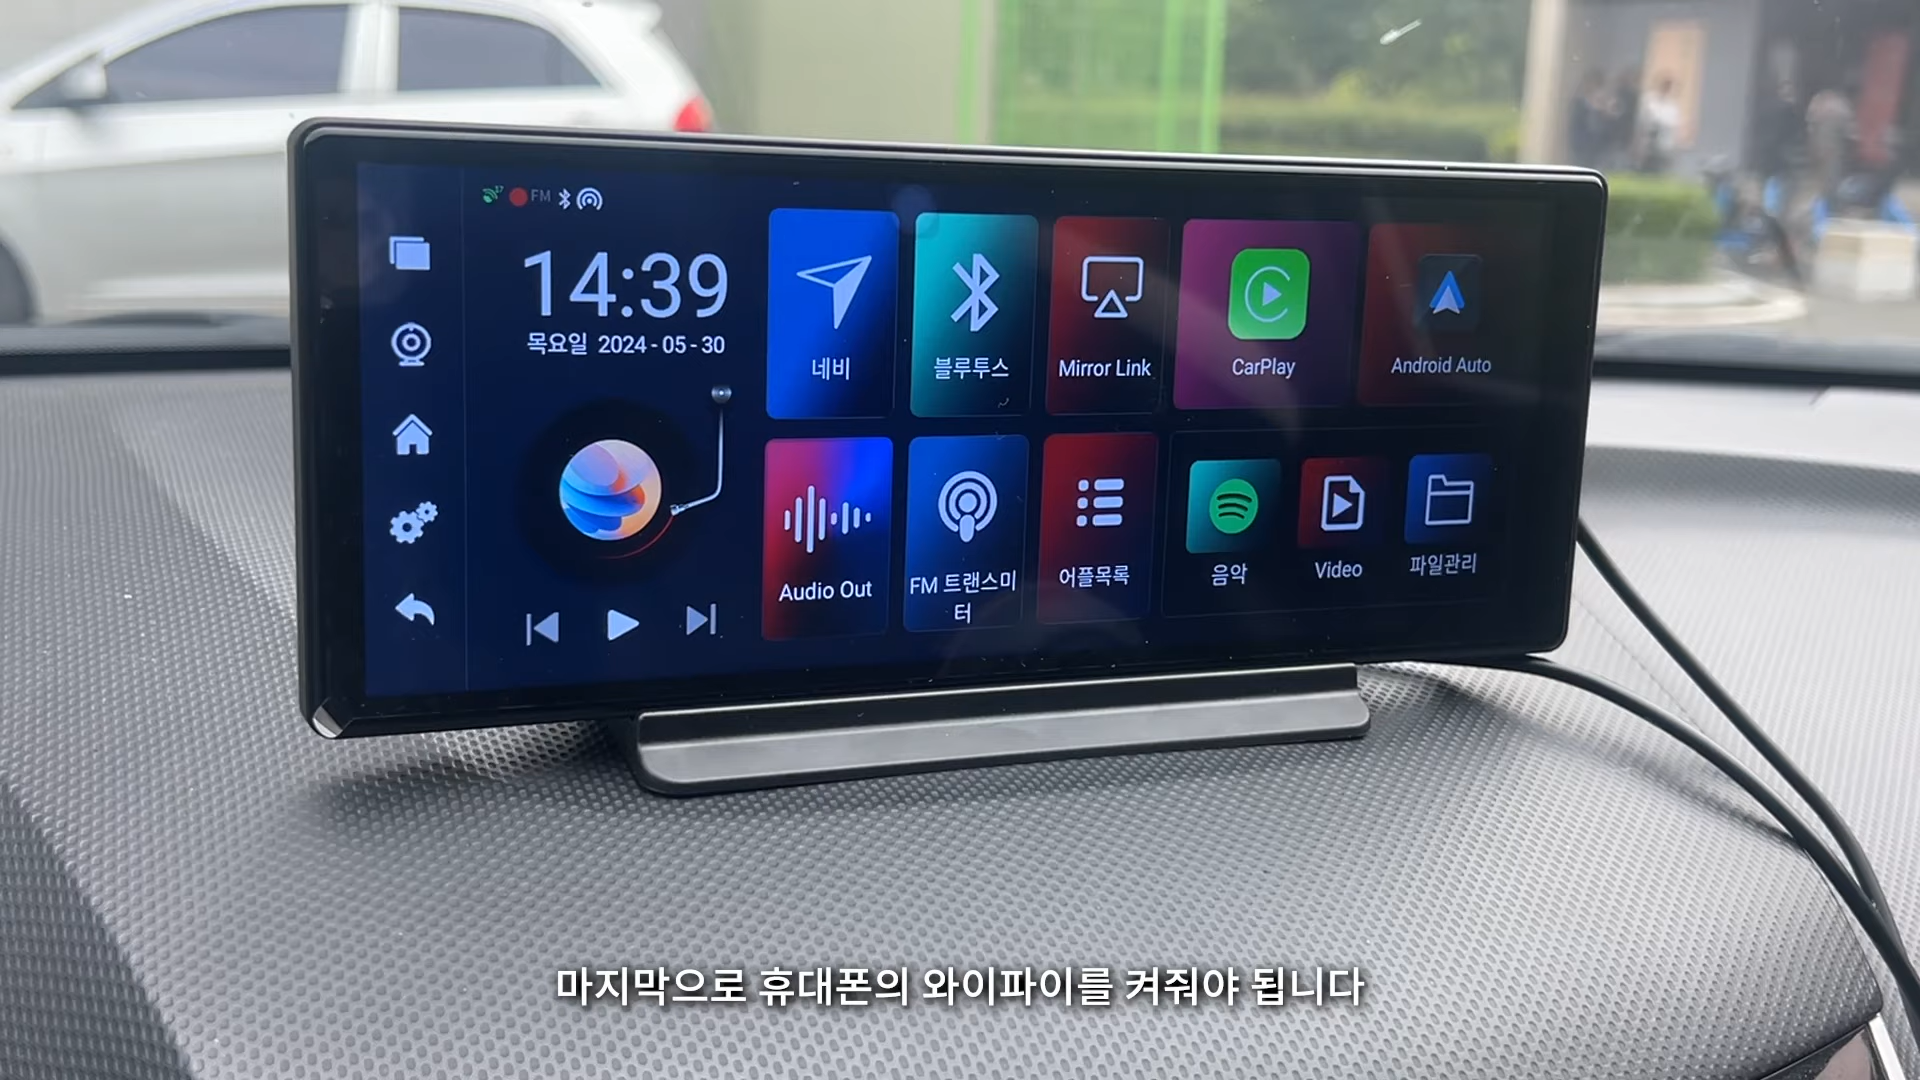 17
FM
14:39
목요일 2024-05-30
네비
블루투스
Mirror Link
CarPlay
Android Auto
Audio Out
FM 트랜스미
터
어플목록
음악
Video
파일관리
마지막으로 휴대폰의 와이파이를 켜줘야 됩니다